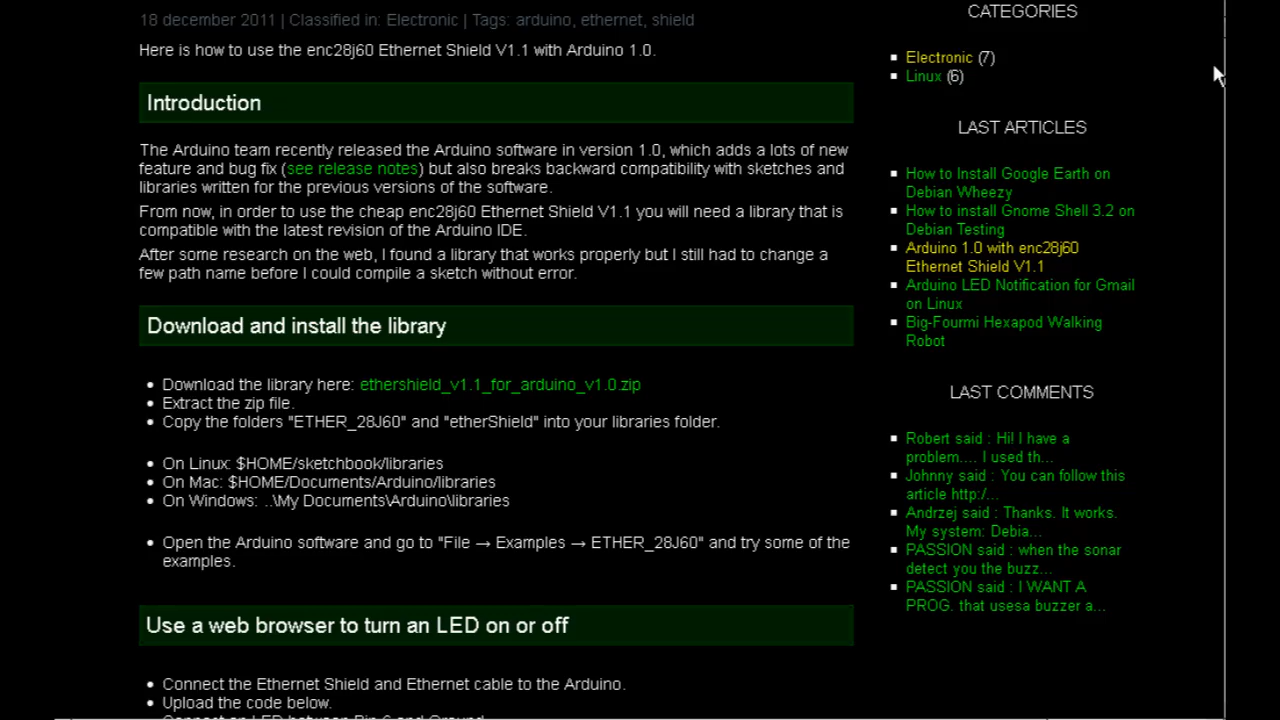 18 december 2011 | Classified in: Electronic | Tags: arduino, ethernet, shield
Here is how to use the enc28j60 Ethernet Shield V1.1 with Arduino 1.0.
Introduction
The Arduino team recently released the Arduino software in version 1.0, which adds a lots of new
feature and bug fix (see release notes) but also breaks backward compatibility with sketches and
libraries written for the previous versions of the software.
From now, in order to use the cheap enc28j60 Ethernet Shield V1.1 you will need a library that is
compatible with the latest revision of the Arduino IDE.
After some research on the web, I found a library that works properly but I still had to change a
few path name before I could compile a sketch without error.
Download and install the library
• Download the library here: ethershield_v1.1_for_arduino_v1.0.zip
• Extract the zip file.
• Copy the folders "ETHER_28J60" and "etherShield" into your libraries folder.
• On Linux: $HOME/sketchbook/libraries
• On Mac: $HOME/Documents/Arduino/libraries
• On Windows: ..\My Documents\Arduino\libraries
• Open the Arduino software and go to "File → Examples → ETHER_28J60" and try some of the
examples.
Use a web browser to turn an LED on or off
• Connect the Ethernet Shield and Ethernet cable to the Arduino.
• Upload the code below.
• Connect an LED between Pin 6 and Ground.
CATEGORIES
Electronic (7)
Linux (6)
LAST ARTICLES
How to Install Google Earth on
Debian Wheezy
How to install Gnome Shell 3.2 on
Debian Testing
Arduino 1.0 with enc28j60
Ethernet Shield V1.1
Arduino LED Notification for Gmail
on Linux
Big-Fourmi Hexapod Walking
Robot
LAST COMMENTS
Robert said : Hi! I have a
problem.... I used th...
Johnny said : You can follow this
article http:/...
Andrzej said : Thanks. It works.
My system: Debia...
PASSION said : when the sonar
detect you the buzz...
PASSION said : I WANT A
PROG. that usesa buzzer a...